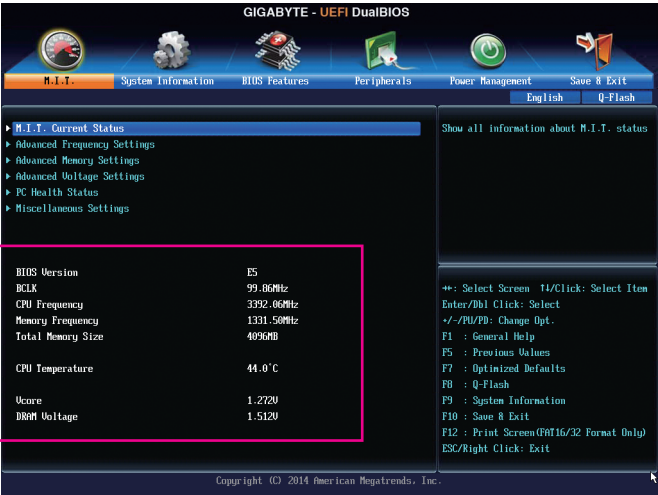 GIGABYTE - UEFI DualBIOS
M.I.T. System Information BIOS Features Peripherals Power Management Save & Exit
English Q-Flash
M.I.T. Current Status
Advanced Frequency Settings
Advanced Memory Settings
Advanced Voltage Settings
PC Health Status
Miscellaneous Settings
Show all information about M.I.T. status
BIOS Version E5
BCLK 99.86MHz
CPU Frequency 3392.06MHz
Memory Frequency 1331.50MHz
Total Memory Size 4096MB
CPU Temperature 44.0°C
Vcore 1.272V
DRAM Voltage 1.512V
↔: Select Screen ↑↓/Click: Select Item
Enter/Dbl Click: Select
+/-/PU/PD: Change Opt.
F1 : General Help
F5 : Previous Values
F7 : Optimized Defaults
F8 : Q-Flash
F9 : System Information
F10 : Save & Exit
F12 : Print Screen(FAT16/32 Format Only)
ESC/Right Click: Exit
Copyright (C) 2014 American Megatrends, Inc.